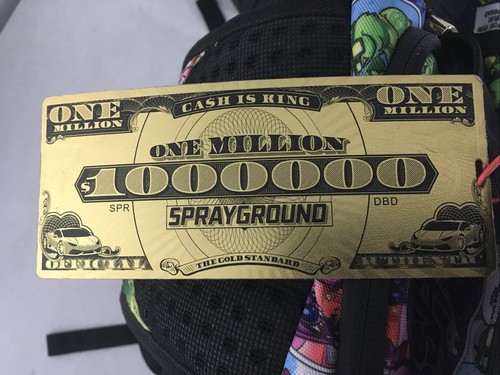 ONE MILLION
CASH IS KING
ONE MILLION
ONE MILLION
$1000000
SPR
DBD
SPRAYGROUND
OFFICIAL
AUTHENTIC
THE GOLD STANDARD